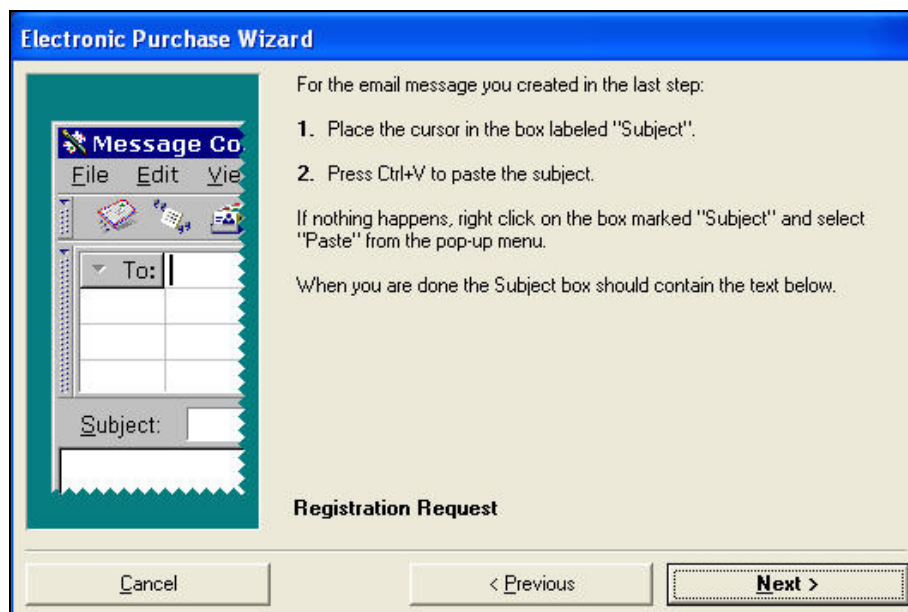 Electronic Purchase Wizard
Message Co
File Edit Vie
To:
Subject:
For the email message you created in the last step:
1. Place the cursor in the box labeled "Subject".
2. Press Ctrl+V to paste the subject.
If nothing happens, right click on the box marked "Subject" and select
"Paste" from the pop-up menu.
When you are done the Subject box should contain the text below.
Registration Request
Cancel
< Previous
Next >